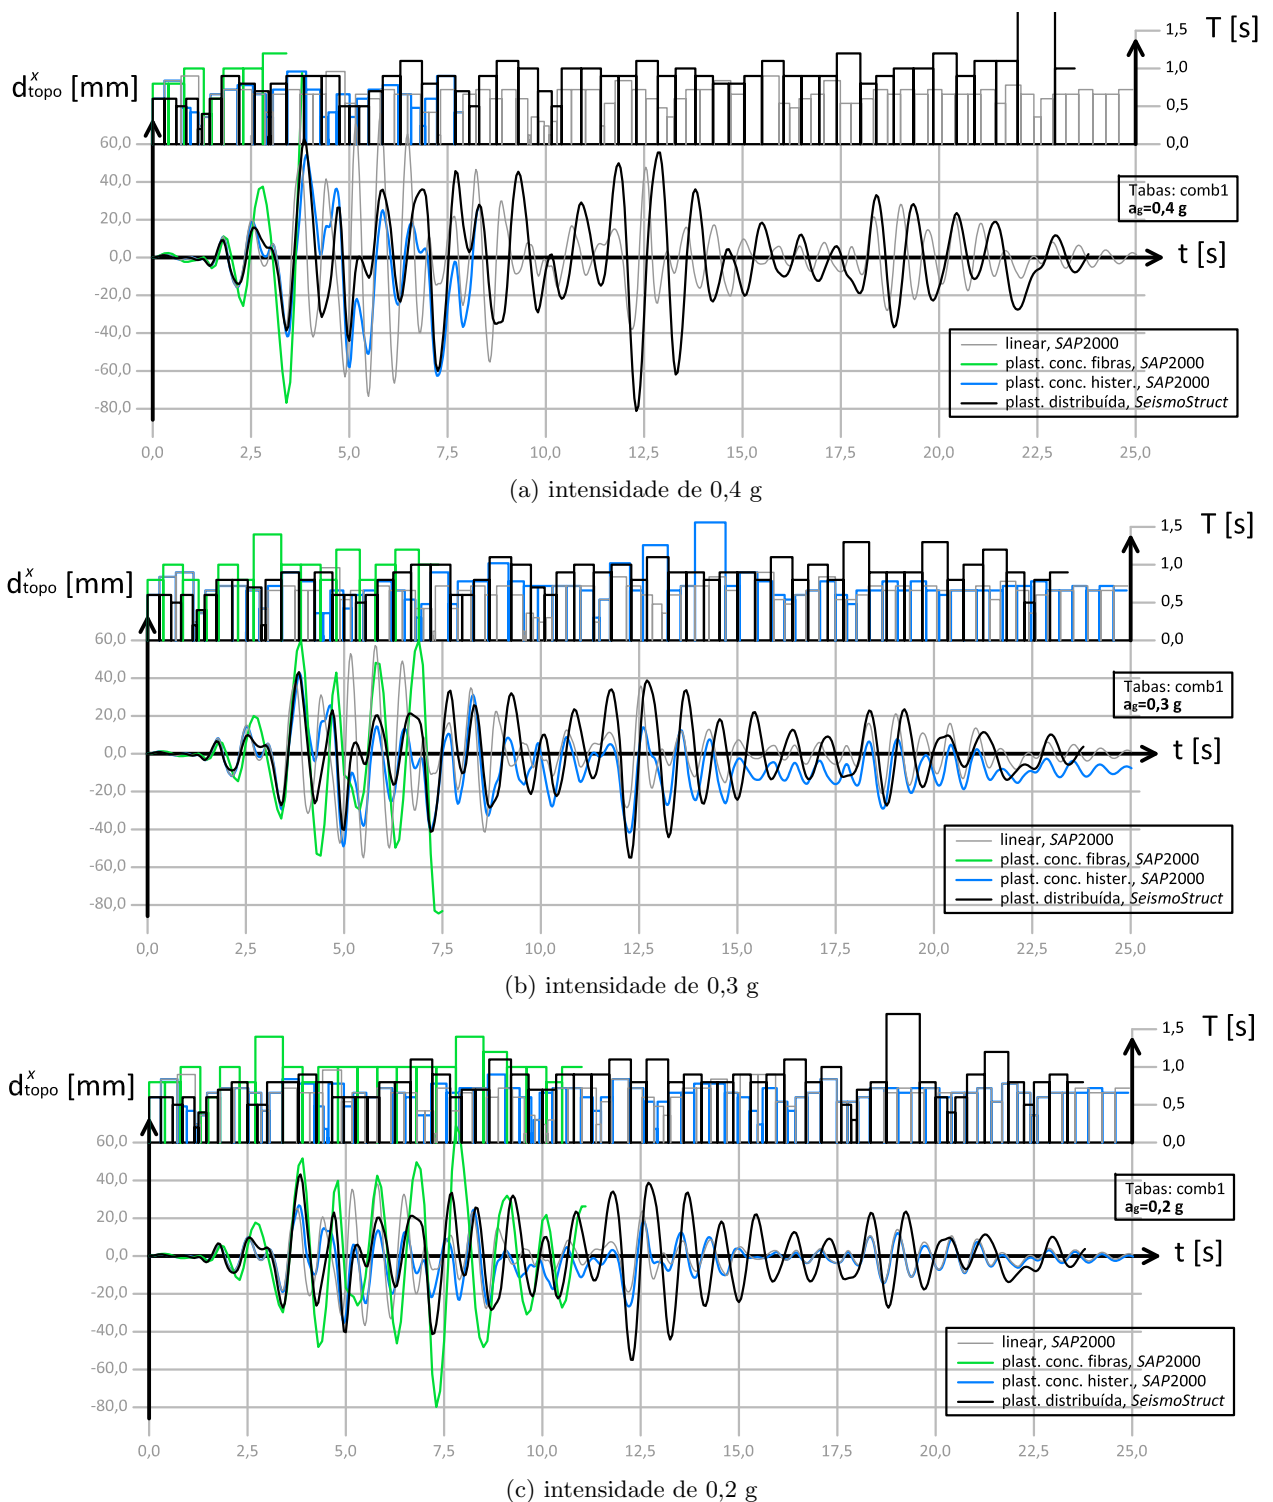 1,5 T [s]
d^x_topo [mm]
1,0
0,5
0,0
60,0
40,0
20,0
0,0
-20,0
-40,0
-60,0
-80,0
Tabas: comb1
ag=0,4 g
t [s]
linear, SAP2000
plast. conc. fibras, SAP2000
plast. conc. hister., SAP2000
plast. distribuída, SeismoStruct
0,0 2,5 5,0 7,5 10,0 12,5 15,0 17,5 20,0 22,5 25,0
(a) intensidade de 0,4 g
1,5 T [s]
d^x_topo [mm]
1,0
0,5
0,0
60,0
40,0
20,0
0,0
-20,0
-40,0
-60,0
-80,0
Tabas: comb1
ag=0,3 g
t [s]
linear, SAP2000
plast. conc. fibras, SAP2000
plast. conc. hister., SAP2000
plast. distribuída, SeismoStruct
0,0 2,5 5,0 7,5 10,0 12,5 15,0 17,5 20,0 22,5 25,0
(b) intensidade de 0,3 g
1,5 T [s]
d^x_topo [mm]
1,0
0,5
0,0
60,0
40,0
20,0
0,0
-20,0
-40,0
-60,0
-80,0
Tabas: comb1
ag=0,2 g
t [s]
linear, SAP2000
plast. conc. fibras, SAP2000
plast. conc. hister., SAP2000
plast. distribuída, SeismoStruct
0,0 2,5 5,0 7,5 10,0 12,5 15,0 17,5 20,0 22,5 25,0
(c) intensidade de 0,2 g